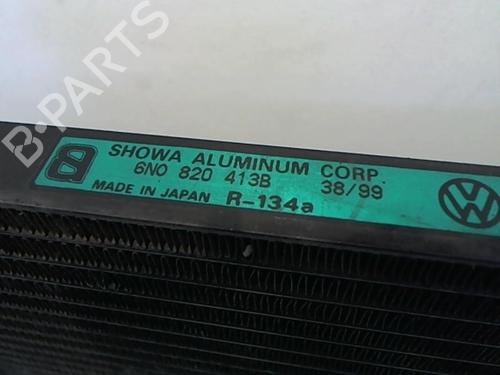 B-PARTS
SHOWA ALUMINUM CORP.
6N0 820 413B 38/99
MADE IN JAPAN R-134a